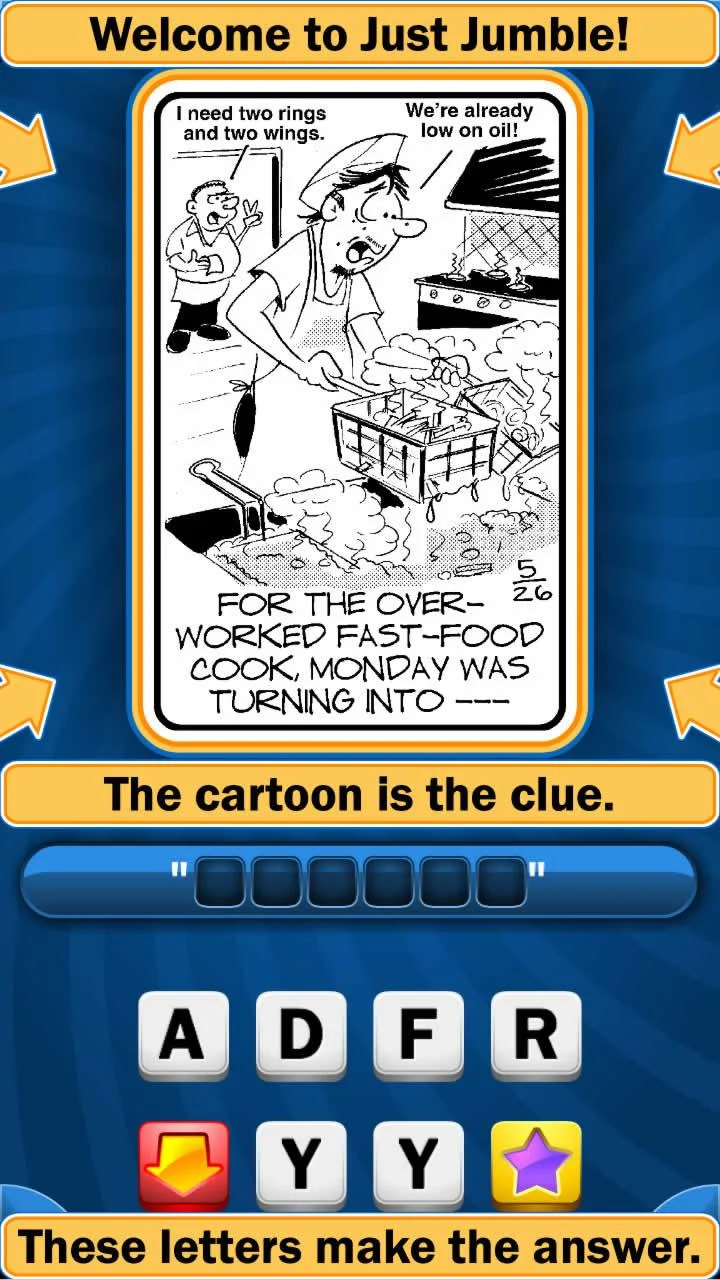 Welcome to Just Jumble!
I need two rings
and two wings.
We're already
low on oil!
5
26
FOR THE OVER-
WORKED FAST-FOOD
COOK, MONDAY WAS
TURNING INTO ---
The cartoon is the clue.
" "
A D F R
Y Y
These letters make the answer.